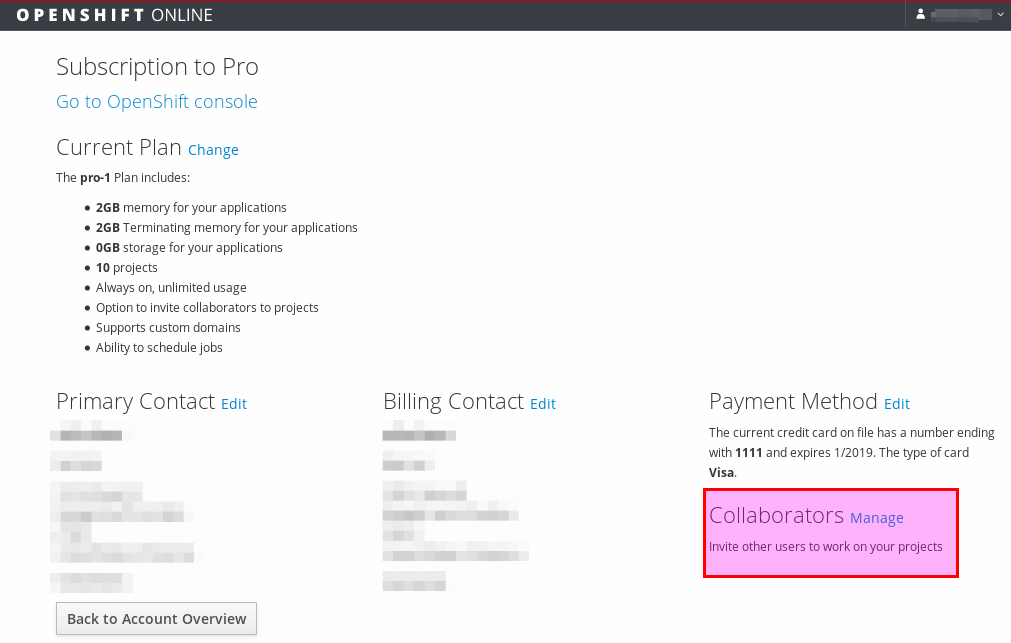 OPENSHIFT ONLINE
Subscription to Pro
Go to OpenShift console
Current Plan Change
The pro-1 Plan includes:
• 2GB memory for your applications
• 2GB Terminating memory for your applications
• 0GB storage for your applications
• 10 projects
• Always on, unlimited usage
• Option to invite collaborators to projects
• Supports custom domains
• Ability to schedule jobs
Primary Contact Edit
Billing Contact Edit
Payment Method Edit
The current credit card on file has a number ending
with 1111 and expires 1/2019. The type of card
Visa.
Collaborators Manage
Invite other users to work on your projects
Back to Account Overview